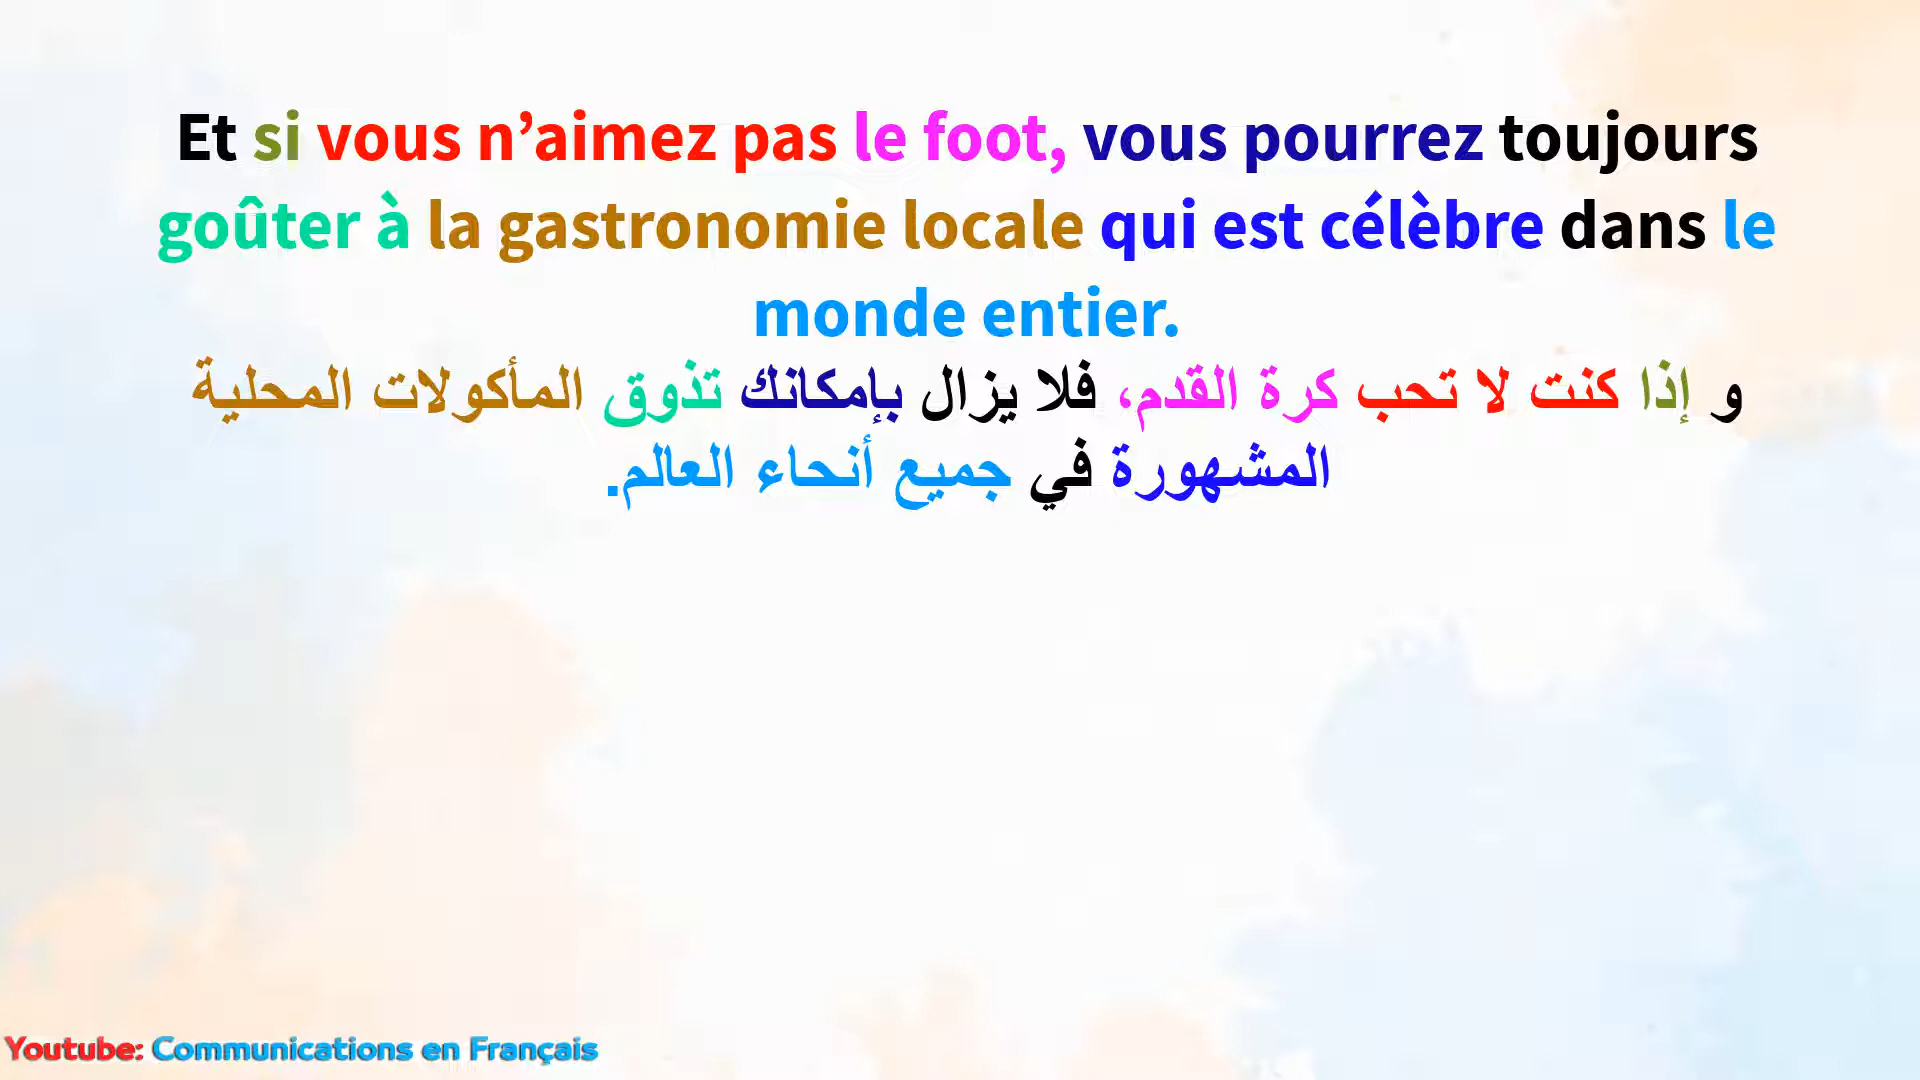 Et si vous n’aimez pas le foot, vous pourrez toujours
goûter à la gastronomie locale qui est célèbre dans le
monde entier.
و إذا كنت لا تحب كرة القدم، فلا يزال بإمكانك تذوق المأكولات المحلية
المشهورة في جميع أنحاء العالم.
Youtube: Communications en Français